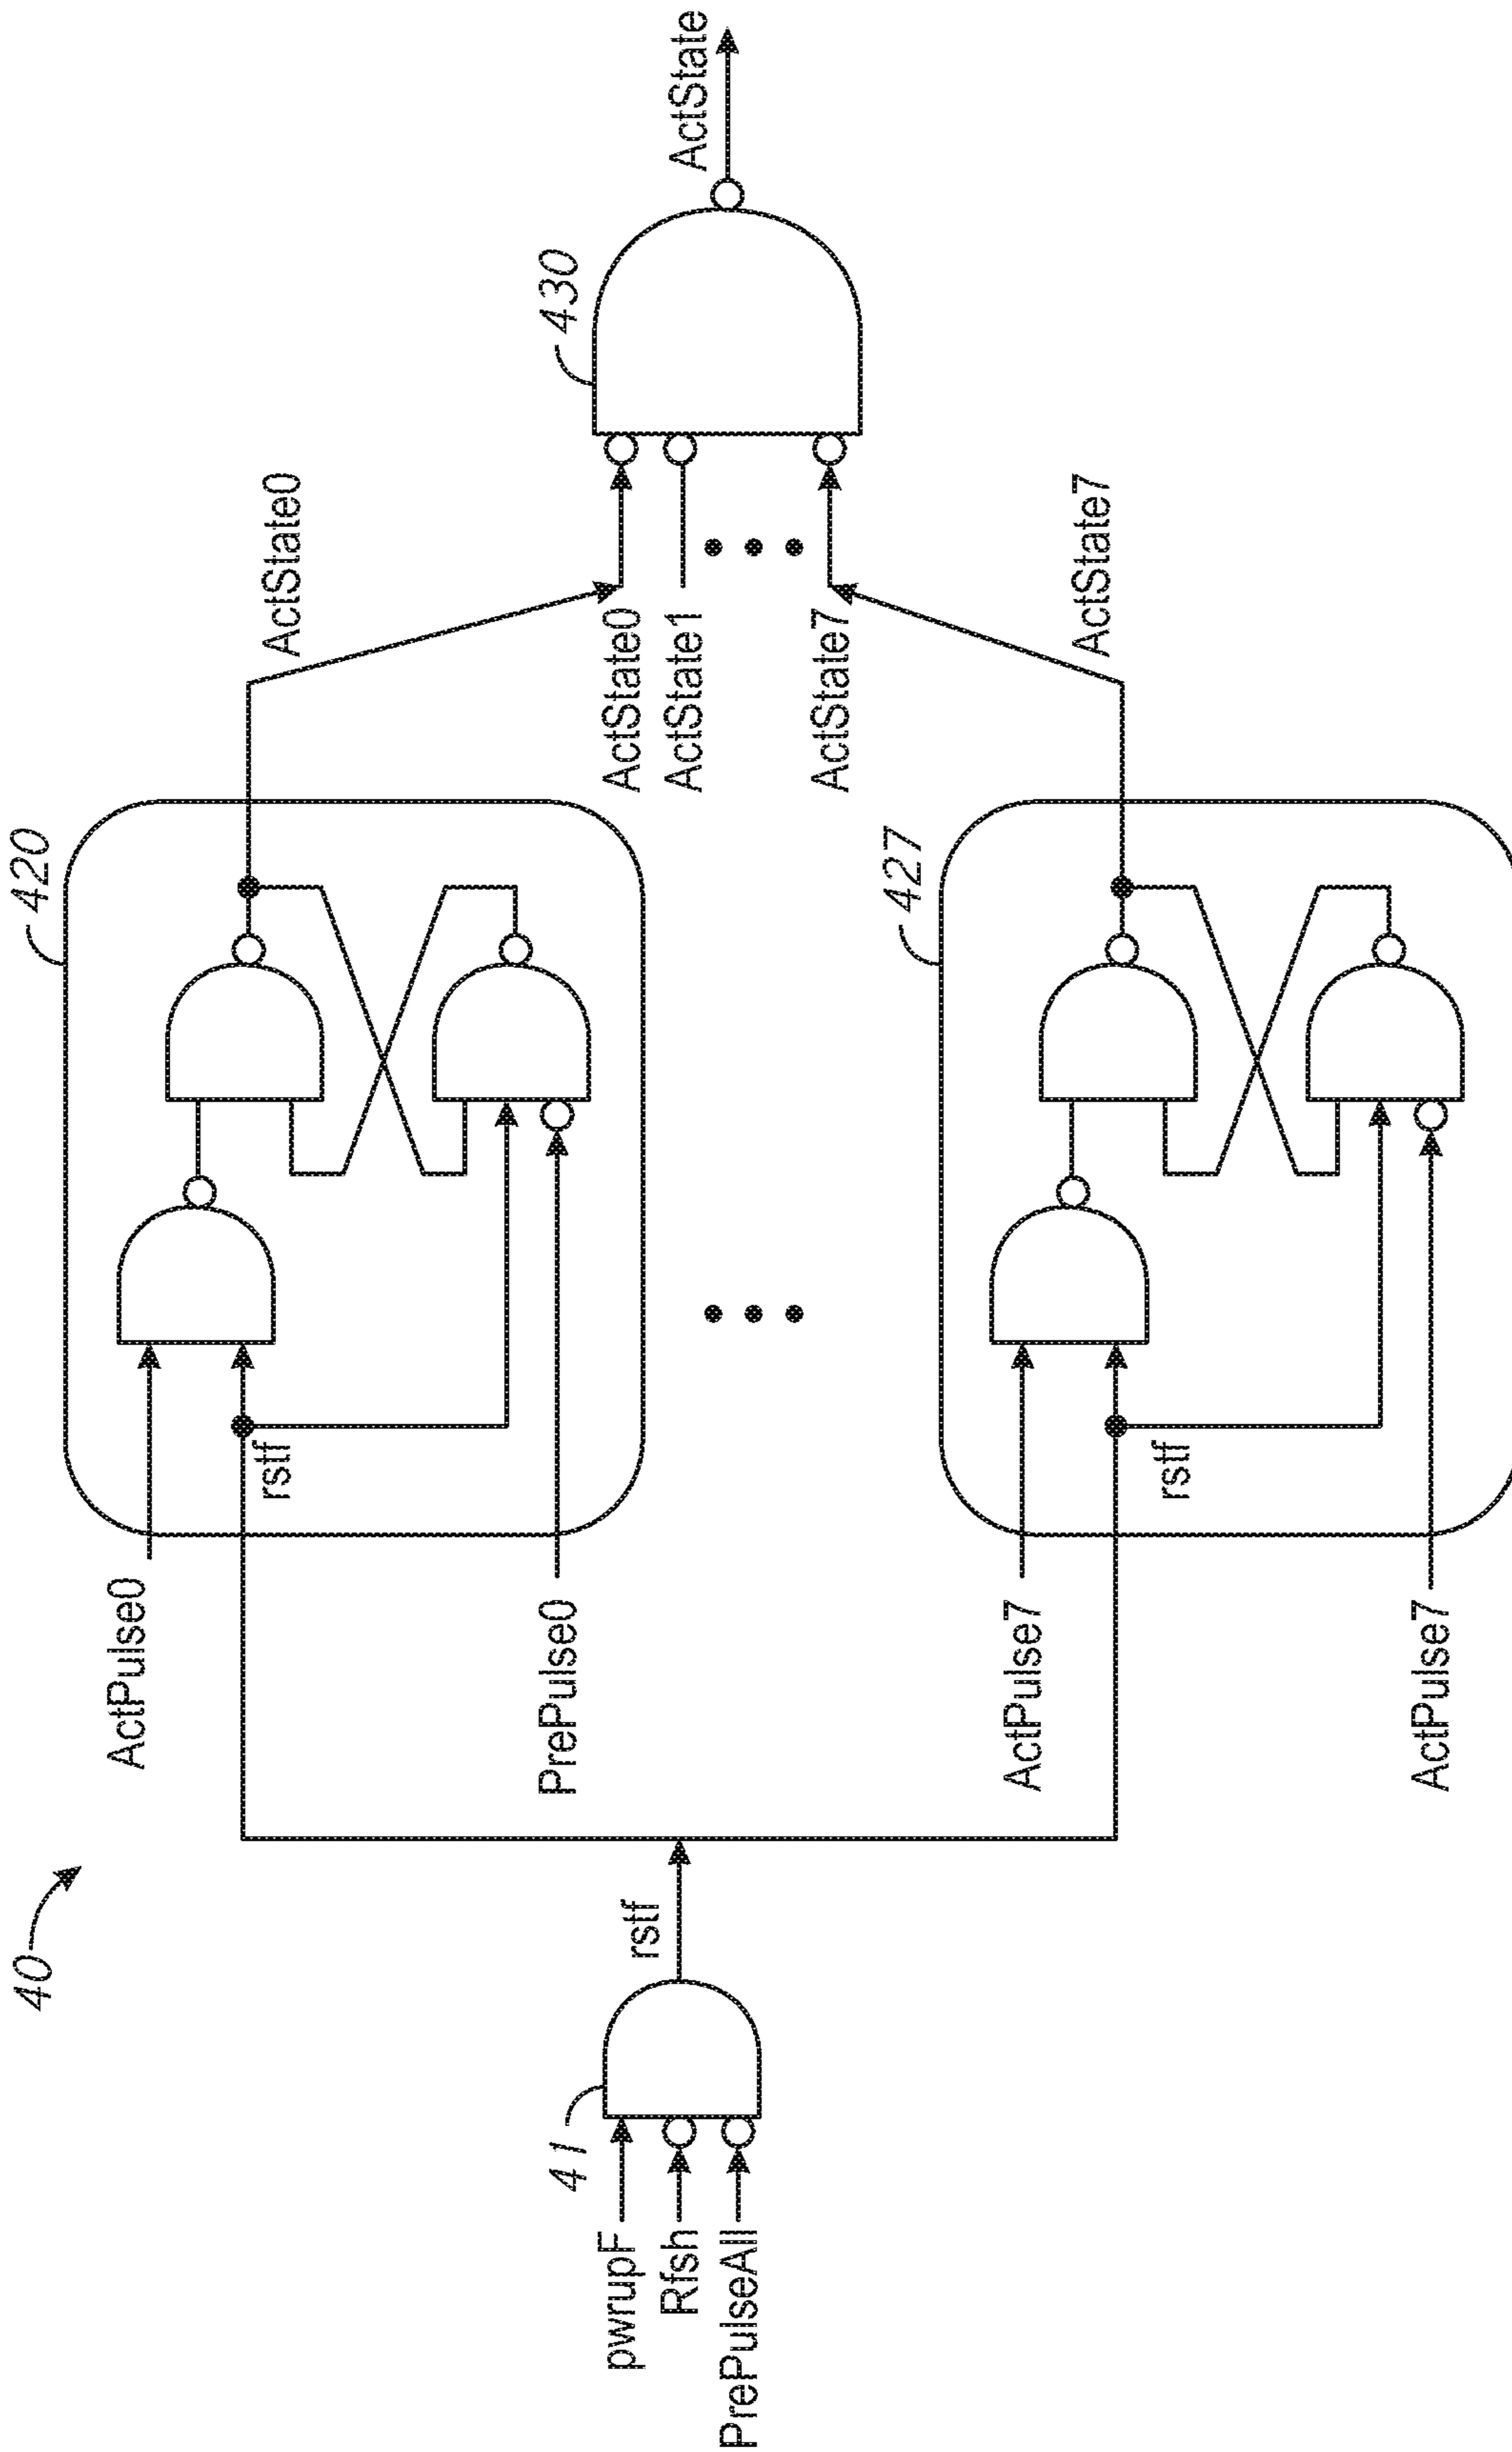 40
41
pwrupF
Rfsh
PrePulseAll
rstf
ActPulse0
PrePulse0
rstf
420
ActState0
ActPulse7
ActPulse7
rstf
427
ActState7
ActState0
ActState1
ActState7
430
ActState